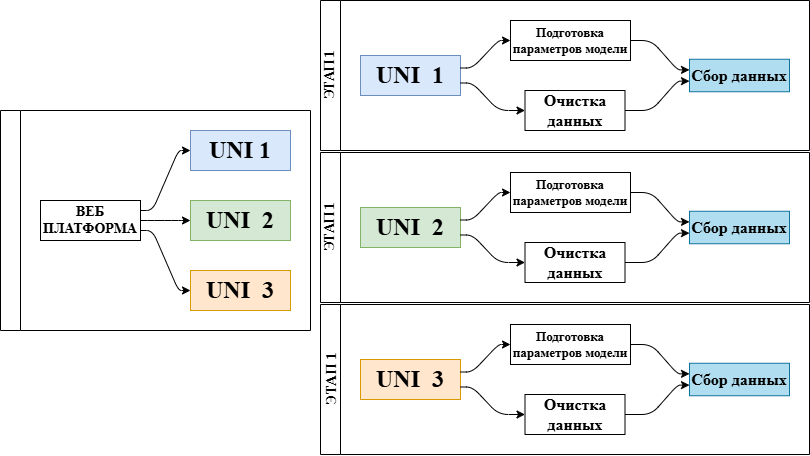 ВЕБ
ПЛАТФОРМА
UNI 1
UNI 2
UNI 3
ЭТАП 1
UNI 1
Подготовка
параметров модели
Очистка
данных
Сбор данных
ЭТАП 1
UNI 2
Подготовка
параметров модели
Очистка
данных
Сбор данных
ЭТАП 1
UNI 3
Подготовка
параметров модели
Очистка
данных
Сбор данных